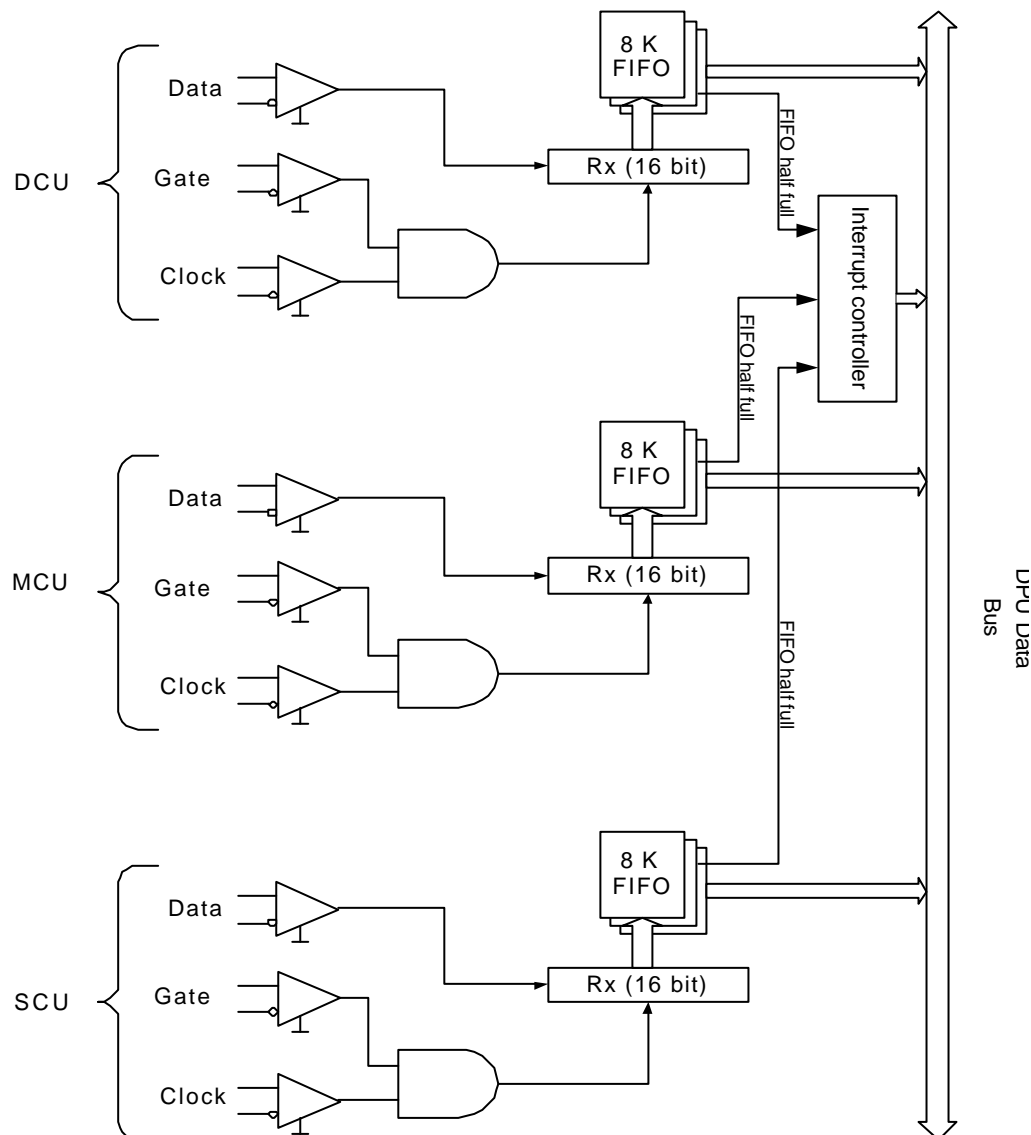 8 K
FIFO
Data
FIFO half full
Rx (16 bit)
DCU
Gate
Interrupt controller
Clock
FIFO half full
8 K
FIFO
Data
MCU
Gate
Rx (16 bit)
DPU Data
Bus
FIFO half full
Clock
8 K
FIFO
Data
SCU
Gate
Rx (16 bit)
Clock